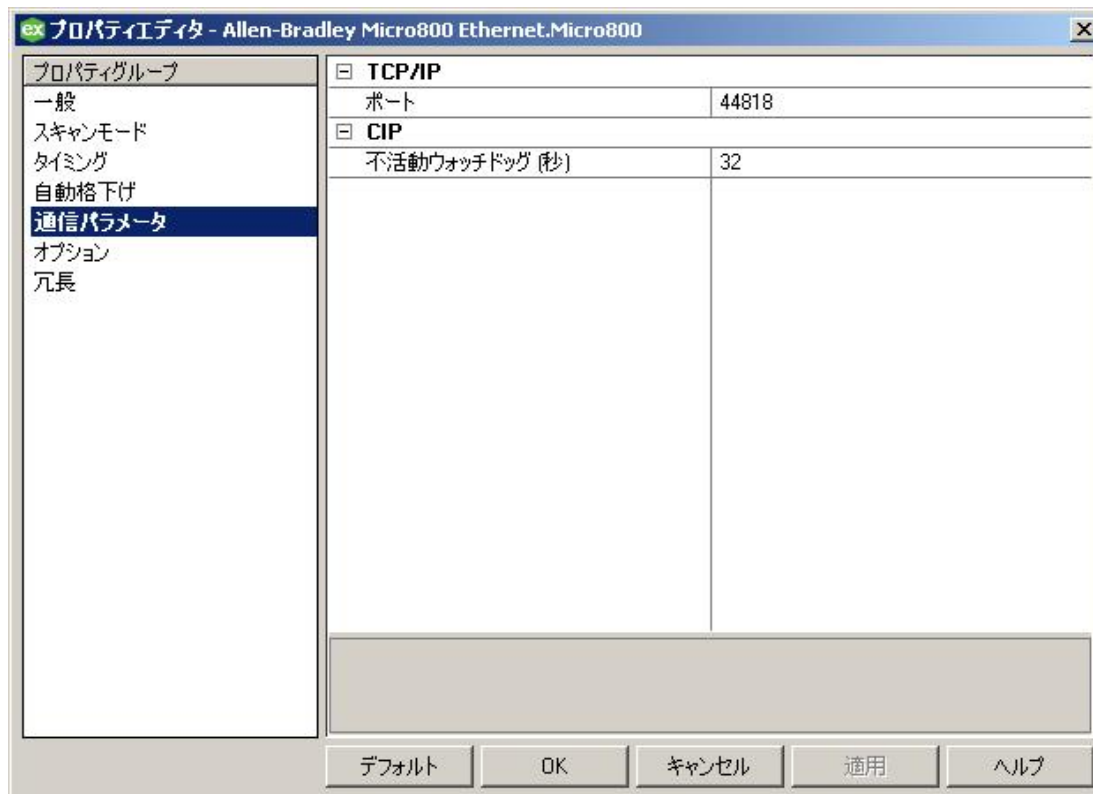 ex プロパティエディタ - Allen-Bradley Micro800 Ethernet.Micro800
プロパティグループ
一般
スキャンモード
タイミング
自動格下げ
通信パラメータ
オプション
冗長
TCP/IP
ポート 44818
CIP
不活動ウォッチドッグ (秒) 32
デフォルト OK キャンセル 適用 ヘルプ